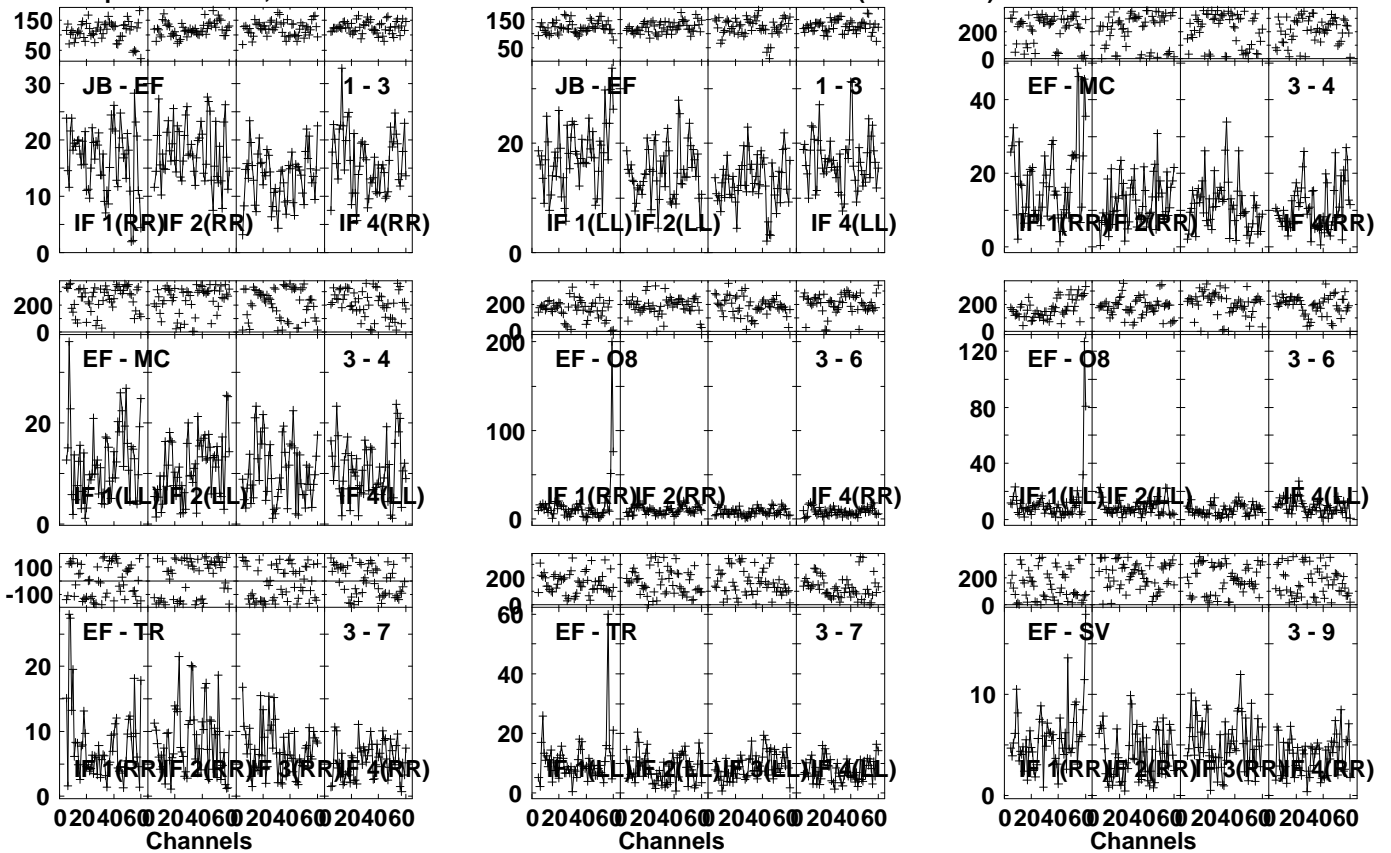 150 50
30 20 10 0
JB - EF 1 - 3
IF 1(RR) IF 2(RR) IF 4(RR)
150 50
20 0
JB - EF 1 - 3
IF 1(LL) IF 2(LL) IF 4(LL)
200 0
40 20 0
EF - MC 3 - 4
IF 1(RR) IF 2(RR) IF 4(RR)
200 0
20 0
EF - MC 3 - 4
IF 1(LL) IF 2(LL) IF 4(LL)
200 0
200 100 0
EF - O8 3 - 6
IF 1(RR) IF 2(RR) IF 4(RR)
200 0
120 80 40 0
EF - O8 3 - 6
IF 1(LL) IF 2(LL) IF 4(LL)
100 -100
20 10 0
EF - TR 3 - 7
IF 1(RR) IF 2(RR) IF 3(RR) IF 4(RR)
0 20 40 60 0 20 40 60 0 20 40 60 0 20 40 60
Channels
200 0
60 40 20 0
EF - TR 3 - 7
IF 1(LL) IF 2(LL) IF 3(LL) IF 4(LL)
0 20 40 60 0 20 40 60 0 20 40 60 0 20 40 60
Channels
200 0
10 0
EF - SV 3 - 9
IF 1(RR) IF 2(RR) IF 3(RR) IF 4(RR)
0 20 40 60 0 20 40 60 0 20 40 60 0 20 40 60
Channels